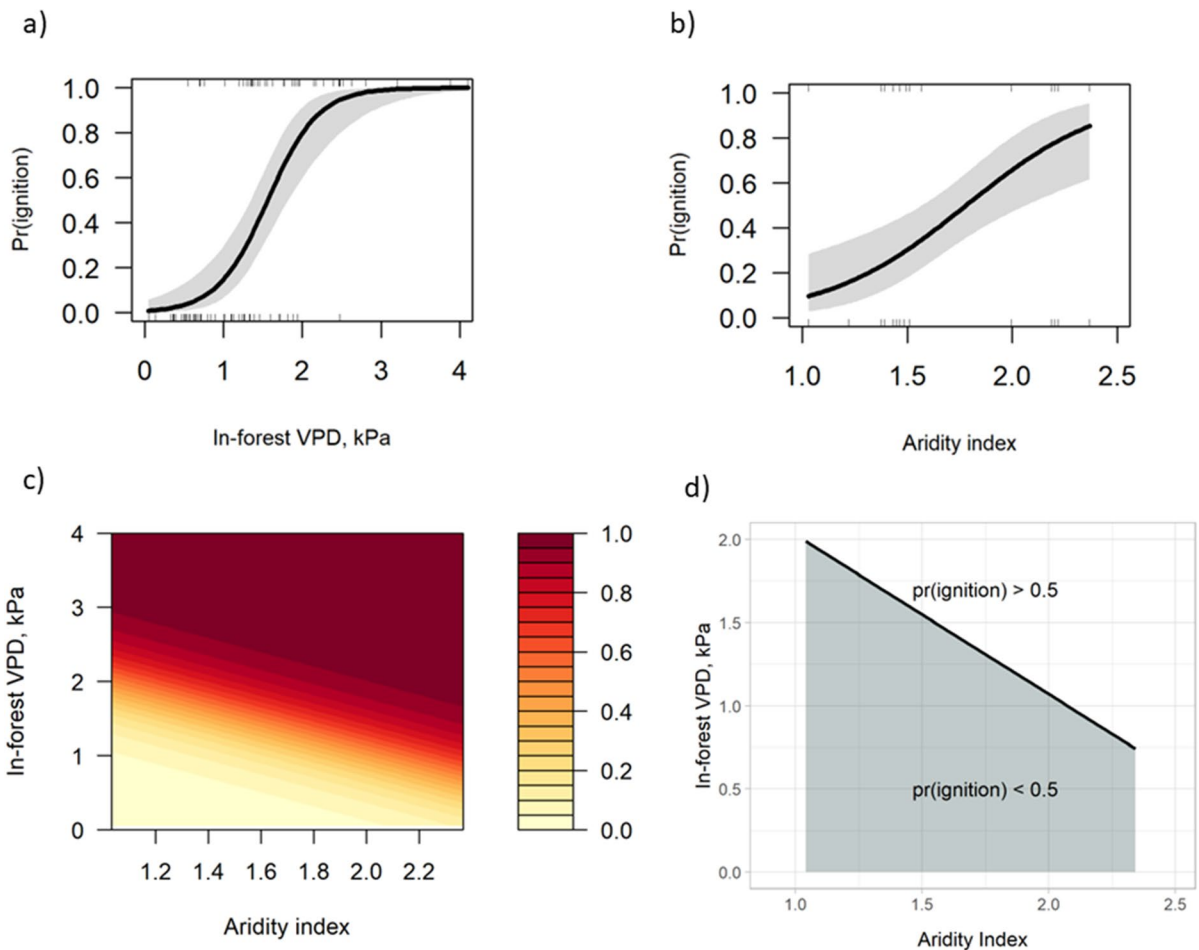 a)
Pr(ignition)
1.0
0.8
0.6
0.4
0.2
0.0
0 1 2 3 4
In-forest VPD, kPa
b)
Pr(ignition)
1.0
0.8
0.6
0.4
0.2
0.0
1.0 1.5 2.0 2.5
Aridity index
c)
In-forest VPD, kPa
4
3
2
1
0
1.2 1.4 1.6 1.8 2.0 2.2
Aridity index
1.0
0.8
0.6
0.4
0.2
0.0
d)
In-forest VPD, kPa
2.0
1.5
1.0
0.5
0.0
pr(ignition) > 0.5
pr(ignition) < 0.5
1.0 1.5 2.0 2.5
Aridity Index